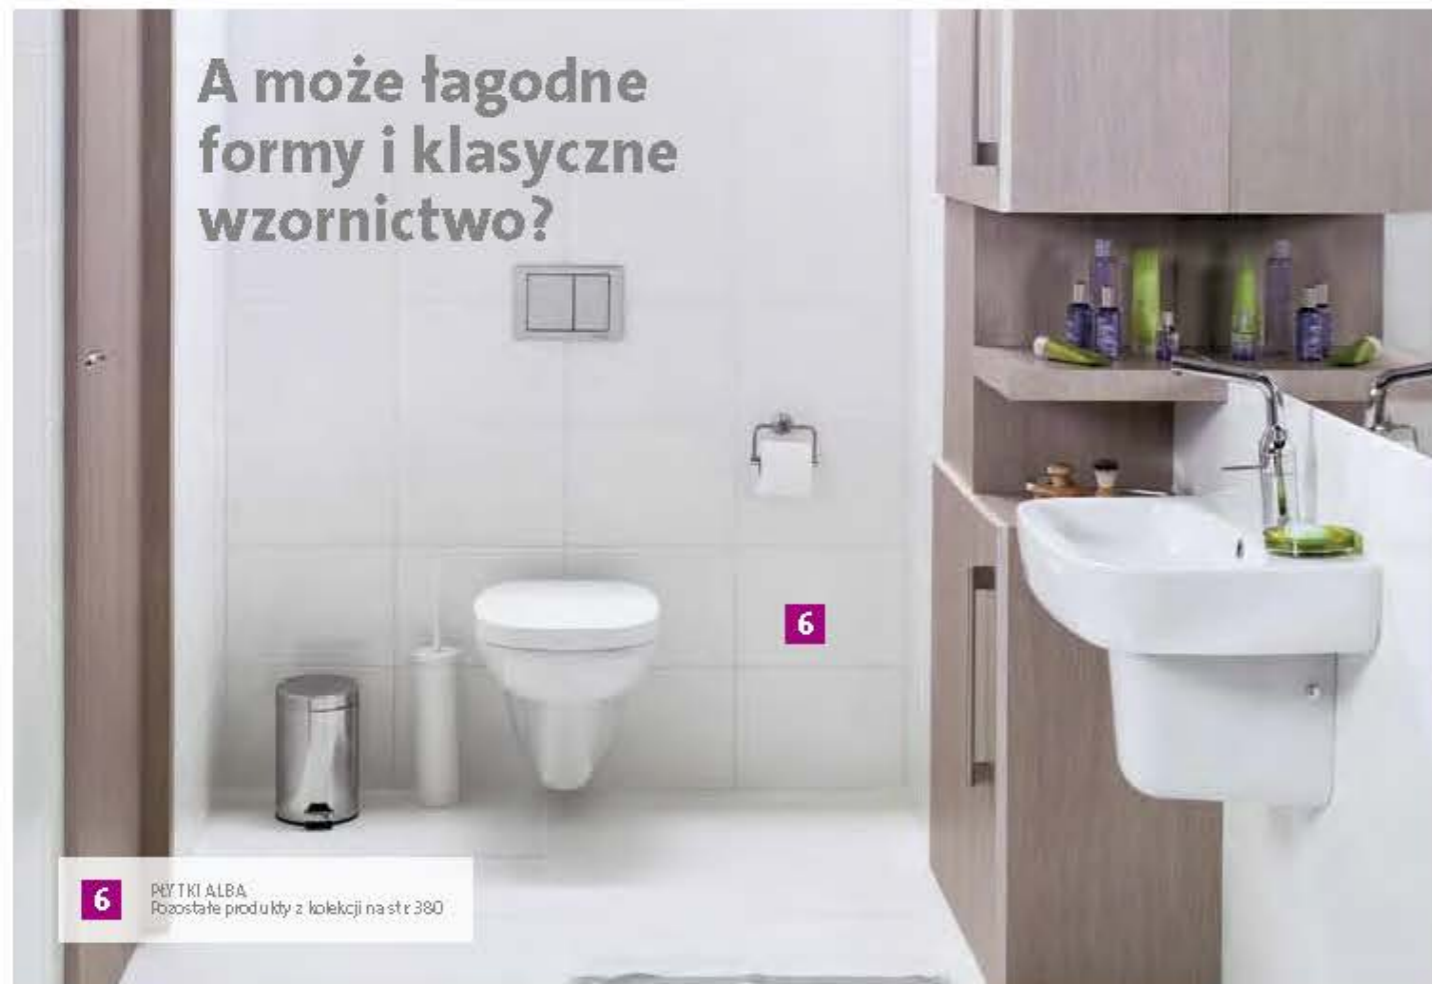 A może łagodne
formy i klasyczne
wzornictwo?
6
6
PŁYTKI ALBA
Pozostałe produkty z kolekcji na str. 380